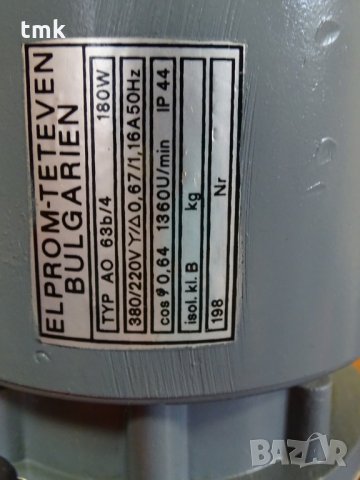 tmk
ELPROM-TETEVEN
BULGARIEN
TYP AO 63b/4 180W
380/220V Y/Δ 0,67/1,16A 50Hz
cosφ 0,64 1360U/min IP 44
isol. kl. B kg
198 Nr
BAZAR